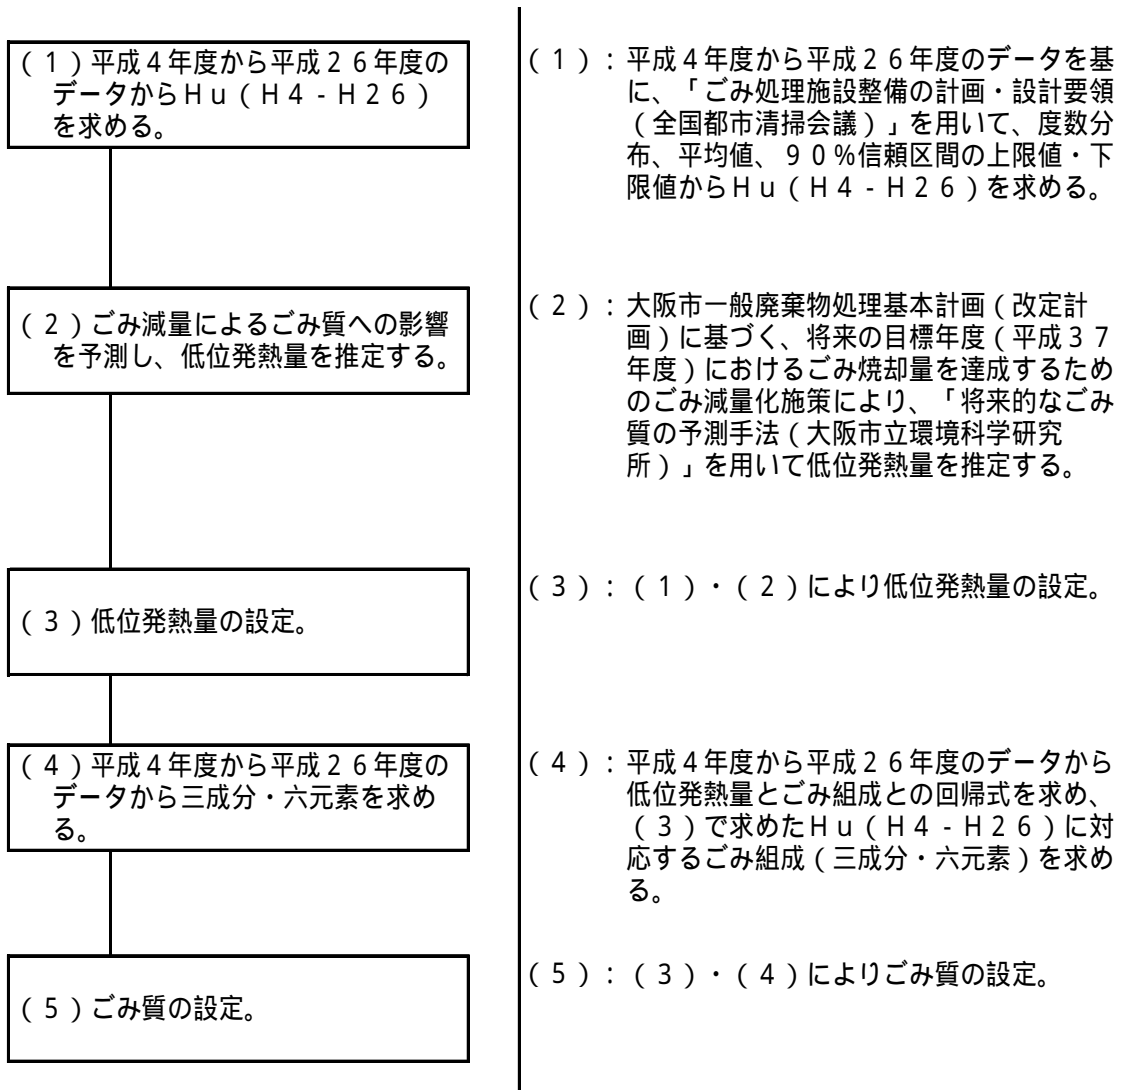 （１）平成４年度から平成２６年度の
データからＨｕ（Ｈ４-Ｈ２６）
を求める。
（１）：平成４年度から平成２６年度のデータを基
に、「ごみ処理施設整備の計画・設計要領
（全国都市清掃会議）」を用いて、度数分
布、平均値、９０％信頼区間の上限値・下
限値からＨｕ（Ｈ４-Ｈ２６）を求める。
（２）ごみ減量によるごみ質への影響
を予測し、低位発熱量を推定する。
（２）：大阪市一般廃棄物処理基本計画（改定計
画）に基づく、将来の目標年度（平成３７
年度）におけるごみ焼却量を達成するため
のごみ減量化施策により、「将来的なごみ
質の予測手法（大阪市立環境科学研究
所）」を用いて低位発熱量を推定する。
（３）低位発熱量の設定。
（３）：（１）・（２）により低位発熱量の設定。
（４）平成４年度から平成２６年度の
データから三成分・六元素を求め
る。
（４）：平成４年度から平成２６年度のデータから
低位発熱量とごみ組成との回帰式を求め、
（３）で求めたＨｕ（Ｈ４-Ｈ２６）に対
応するごみ組成（三成分・六元素）を求め
る。
（５）ごみ質の設定。
（５）：（３）・（４）によりごみ質の設定。